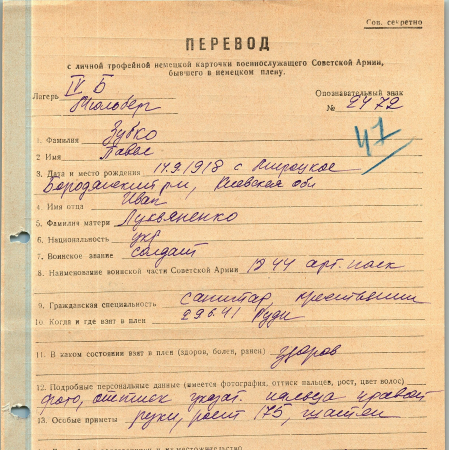 Сов. секретно
ПЕРЕВОД
с личной трофейной немецкой карточки военнослужащего Советской Армии,
бывшего в немецком плену.
Лагерь IV Б Опознавательный знак
Мюльберг № 2472
47
1. Фамилия Зубко
2 Имя Павел
3. Дата и место рождения 14.9.1918 с
Бородянский р-н, Киевская обл
4. Имя отца Иван
5. Фамилия матери Лукьяненко
6. Национальность укр
7. Воинское звание солдат
8. Наименование воинской части Советской Армии 1244 арт. полк
9. Гражданская специальность санитар, крестьянин
10. Когда и где взят в плен 29.6.41
11. В каком состоянии взят в плен (здоров, болен, ранен) здоров
12. Подробные персональные данные (имеется фотография, оттиск пальцев, рост, цвет волос)
фото, оттиск указат. пальца правой
13. Особые приметы руки, рост 175,